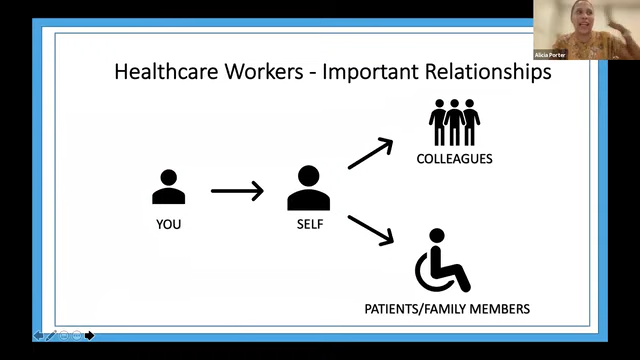 Alicia Porter
Healthcare Workers - Important Relationships
COLLEAGUES
YOU
SELF
PATIENTS/FAMILY MEMBERS